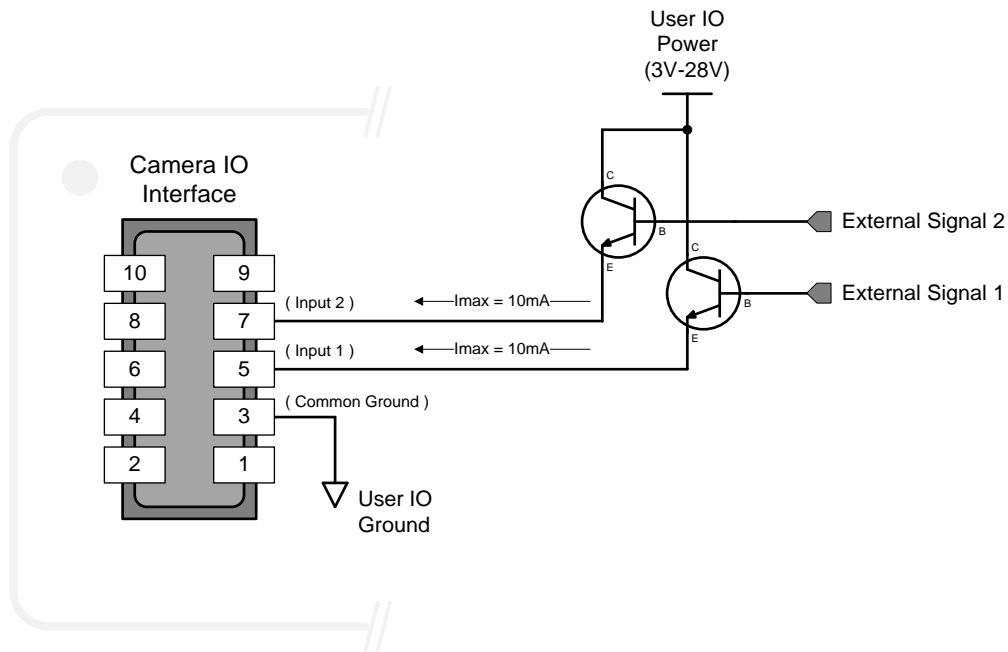 User IO
Power
(3V-28V)
Camera IO
Interface
C
B
E
External Signal 2
C
B
E
External Signal 1
10
9
( Input 2 )
Imax = 10mA
8
7
( Input 1 )
Imax = 10mA
6
5
( Common Ground )
4
3
2
1
User IO
Ground